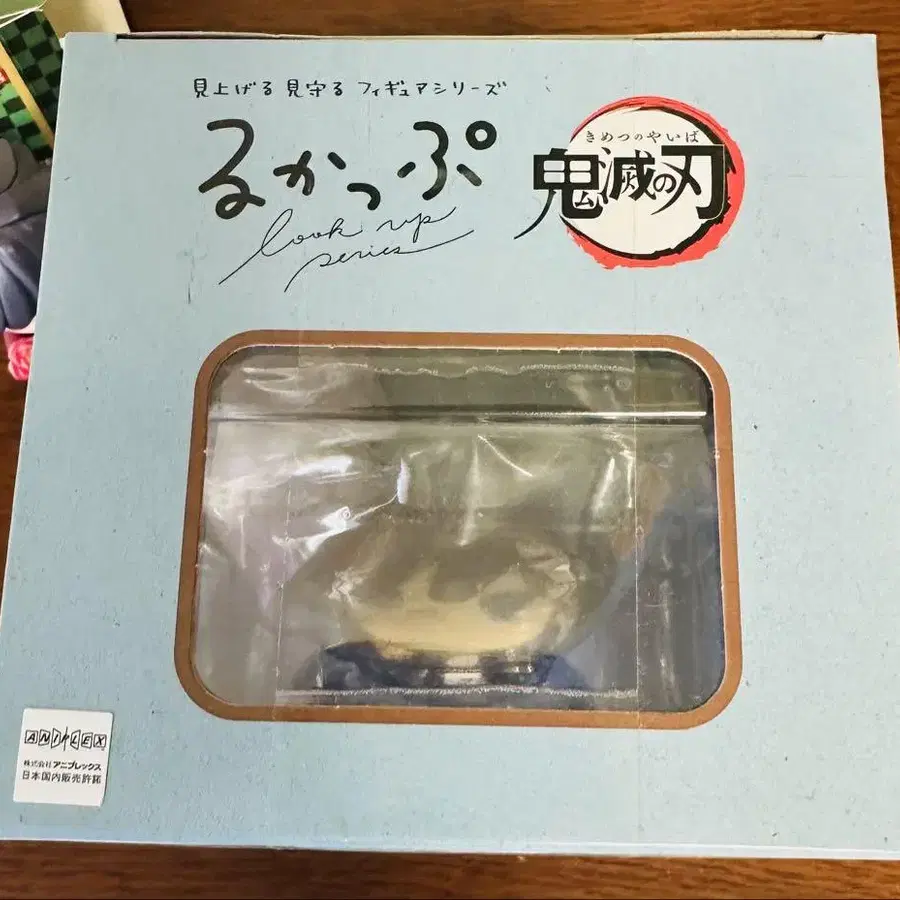 見上げる 見守る フィギュアシリーズ
るかっぷ
look up
series
きめつのやいば
鬼滅の刃
ANIPLEX
株式会社アニプレックス
日本国内販売許諾